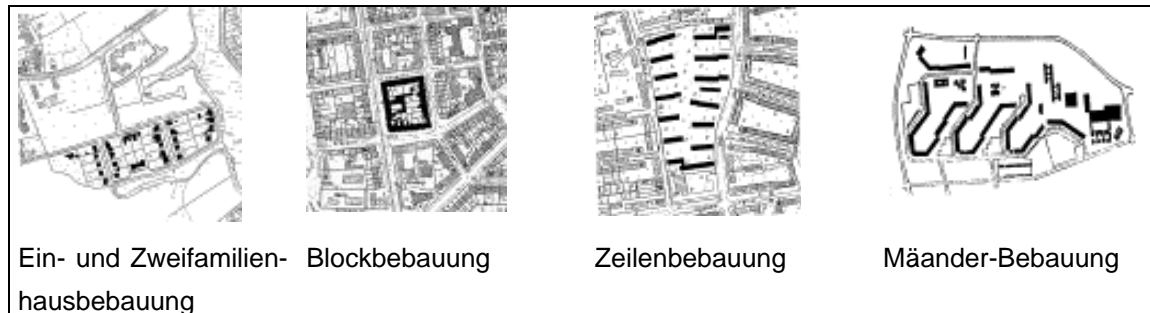 Ein- und Zweifamilien-
hausbebauung
Blockbebauung
Zeilenbebauung
Mäander-Bebauung